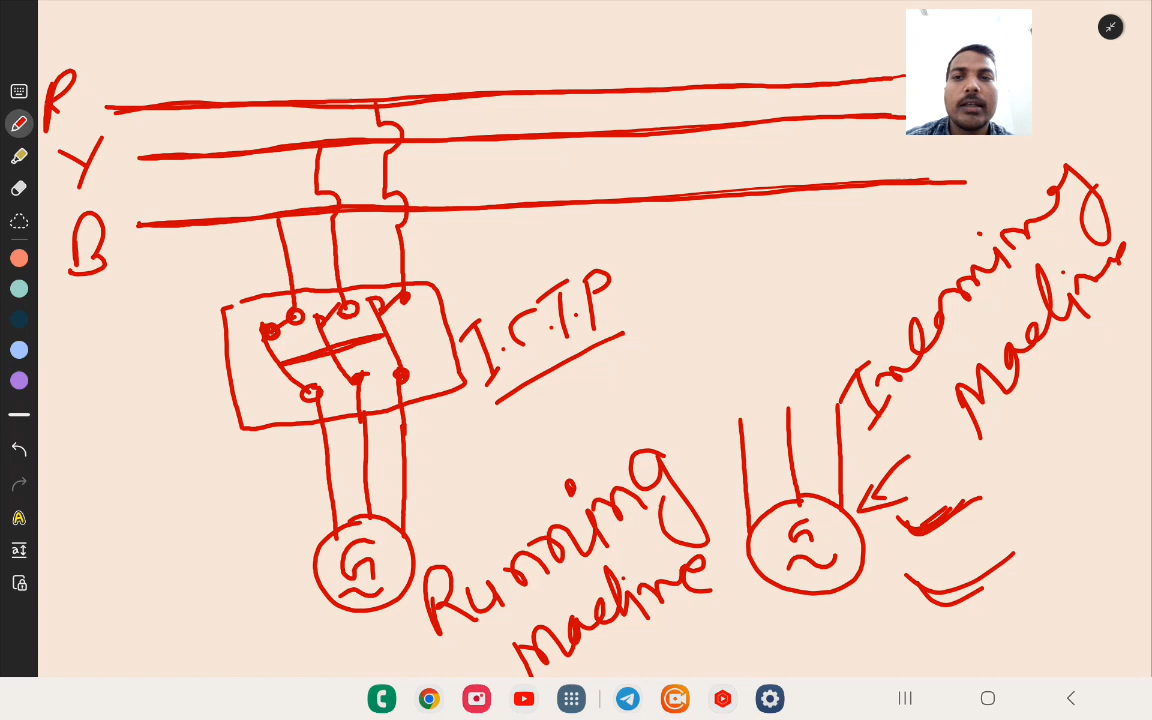 R
Y
B
I.C.T.P
Incoming
Machine
Running
Machine
G
G